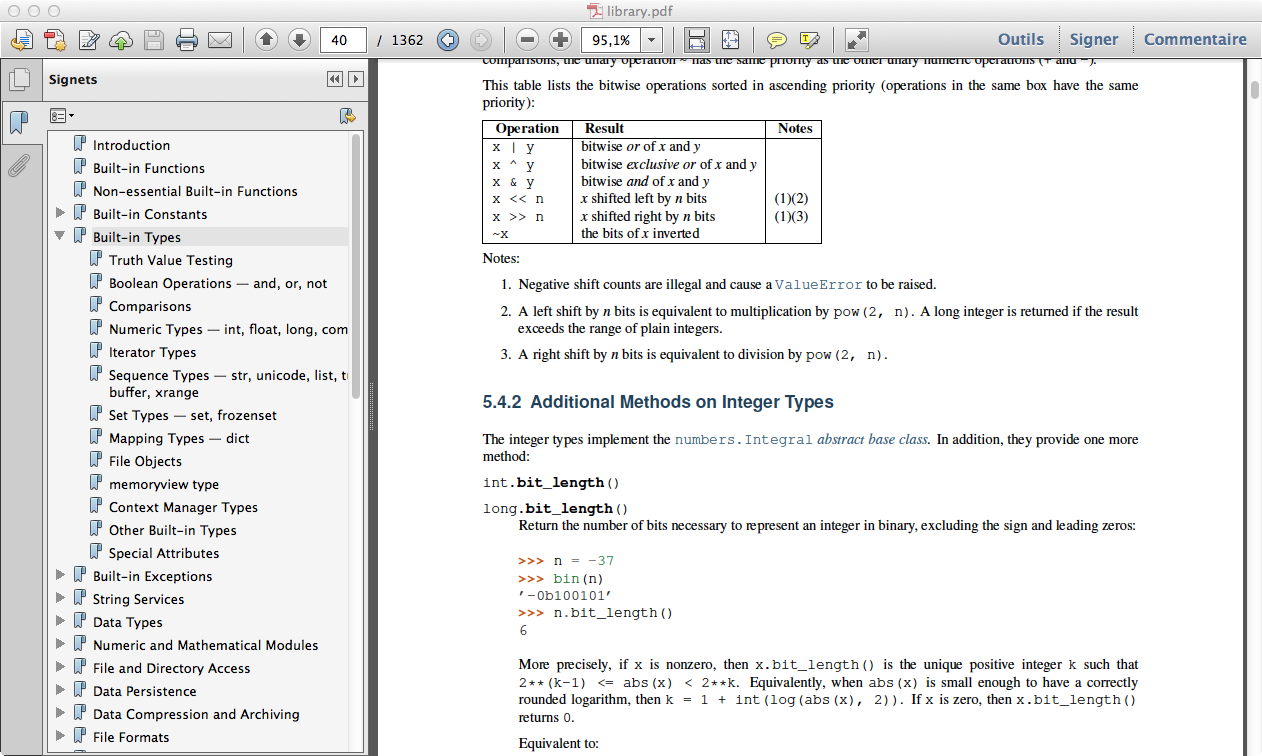 library.pdf
40 / 1362
95,1%
Outils
Signer
Commentaire
Signets
Introduction
Built-in Functions
Non-essential Built-in Functions
Built-in Constants
Built-in Types
Truth Value Testing
Boolean Operations — and, or, not
Comparisons
Numeric Types — int, float, long, com
Iterator Types
Sequence Types — str, unicode, list, t
buffer, xrange
Set Types — set, frozenset
Mapping Types — dict
File Objects
memoryview type
Context Manager Types
Other Built-in Types
Special Attributes
Built-in Exceptions
String Services
Data Types
Numeric and Mathematical Modules
File and Directory Access
Data Persistence
Data Compression and Archiving
File Formats
comparisons, the unary operation ~ has the same priority as the other unary numeric operations (+ and −).
This table lists the bitwise operations sorted in ascending priority (operations in the same box have the same
priority):
Operation Result Notes
x | y bitwise or of x and y
x ^ y bitwise exclusive or of x and y
x & y bitwise and of x and y
x << n x shifted left by n bits (1)(2)
x >> n x shifted right by n bits (1)(3)
~x the bits of x inverted
Notes:
1. Negative shift counts are illegal and cause a ValueError to be raised.
2. A left shift by n bits is equivalent to multiplication by pow(2, n). A long integer is returned if the result
exceeds the range of plain integers.
3. A right shift by n bits is equivalent to division by pow(2, n).
5.4.2 Additional Methods on Integer Types
The integer types implement the numbers.Integral abstract base class. In addition, they provide one more
method:
int.bit_length()
long.bit_length()
Return the number of bits necessary to represent an integer in binary, excluding the sign and leading zeros:
>>> n = -37
>>> bin(n)
'-0b100101'
>>> n.bit_length()
6
More precisely, if x is nonzero, then x.bit_length() is the unique positive integer k such that
2**(k-1) <= abs(x) < 2**k. Equivalently, when abs(x) is small enough to have a correctly
rounded logarithm, then k = 1 + int(log(abs(x), 2)). If x is zero, then x.bit_length()
returns 0.
Equivalent to: